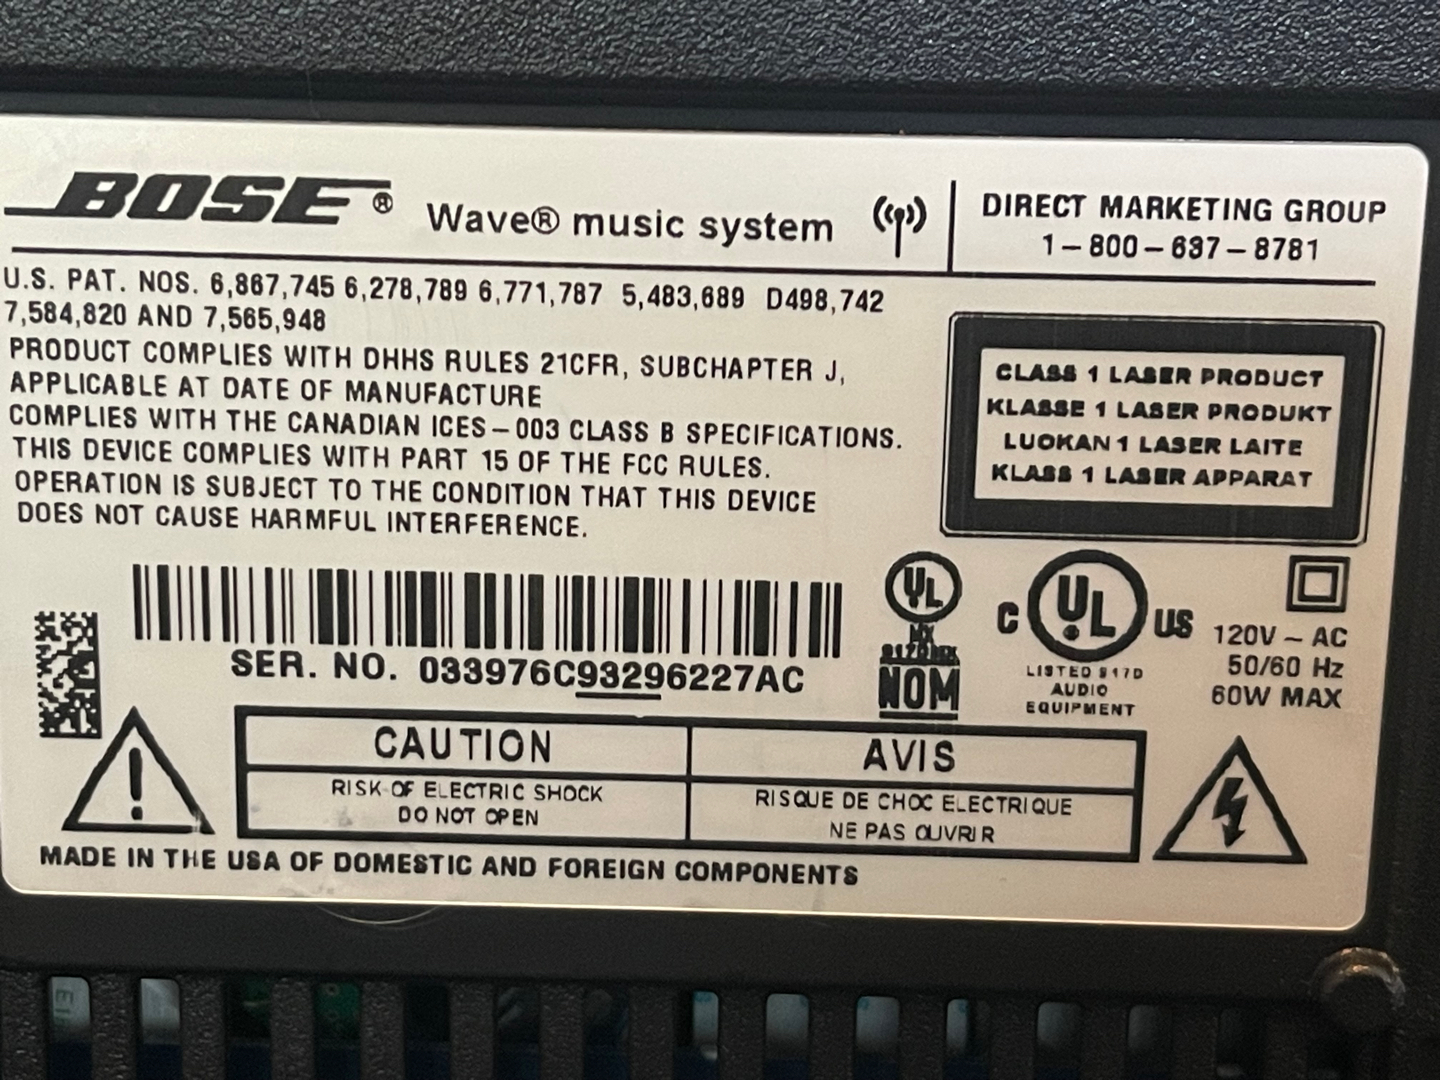 BOSE® Wave® music system
DIRECT MARKETING GROUP
1-800-637-8781
U.S. PAT. NOS. 6,867,745 6,278,789 6,771,787 5,483,689 D498,742
7,584,820 AND 7,565,948
PRODUCT COMPLIES WITH DHHS RULES 21CFR, SUBCHAPTER J,
APPLICABLE AT DATE OF MANUFACTURE
COMPLIES WITH THE CANADIAN ICES-003 CLASS B SPECIFICATIONS.
THIS DEVICE COMPLIES WITH PART 15 OF THE FCC RULES.
OPERATION IS SUBJECT TO THE CONDITION THAT THIS DEVICE
DOES NOT CAUSE HARMFUL INTERFERENCE.
CLASS 1 LASER PRODUCT
KLASSE 1 LASER PRODUKT
LUOKAN 1 LASER LAITE
KLASS 1 LASER APPARAT
SER. NO. 033976C93296227AC
UL
MX
NOM
C UL US
LISTED 917D
AUDIO
EQUIPMENT
120V ~ AC
50/60 Hz
60W MAX
CAUTION
RISK OF ELECTRIC SHOCK
DO NOT OPEN
AVIS
RISQUE DE CHOC ELECTRIQUE
NE PAS OUVRIR
MADE IN THE USA OF DOMESTIC AND FOREIGN COMPONENTS